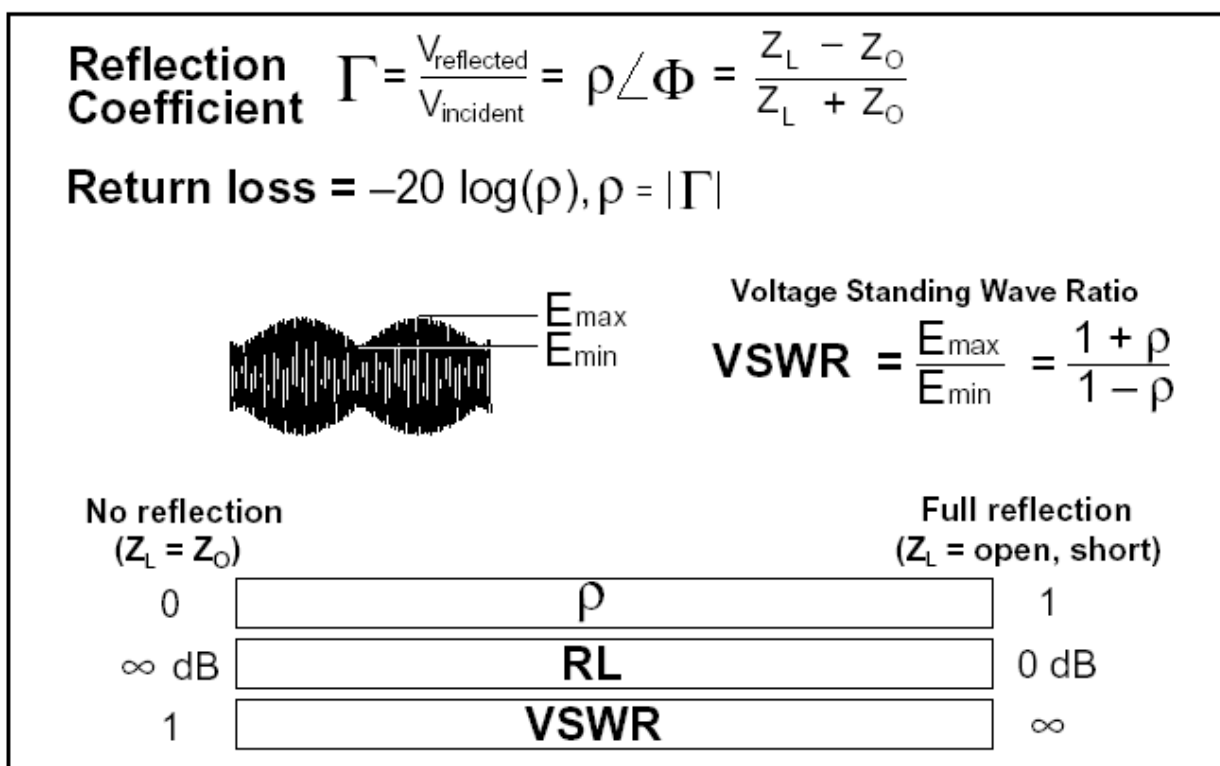 Reflection Coefficient Γ = V_reflected / V_incident = ρ∠Φ = (Z_L − Z_O) / (Z_L + Z_O)
Return loss = −20 log(ρ), ρ = |Γ|
E_max
E_min
Voltage Standing Wave Ratio
VSWR = E_max / E_min = (1 + ρ) / (1 − ρ)
No reflection
(Z_L = Z_O)
Full reflection
(Z_L = open, short)
0 ρ 1
∞ dB RL 0 dB
1 VSWR ∞